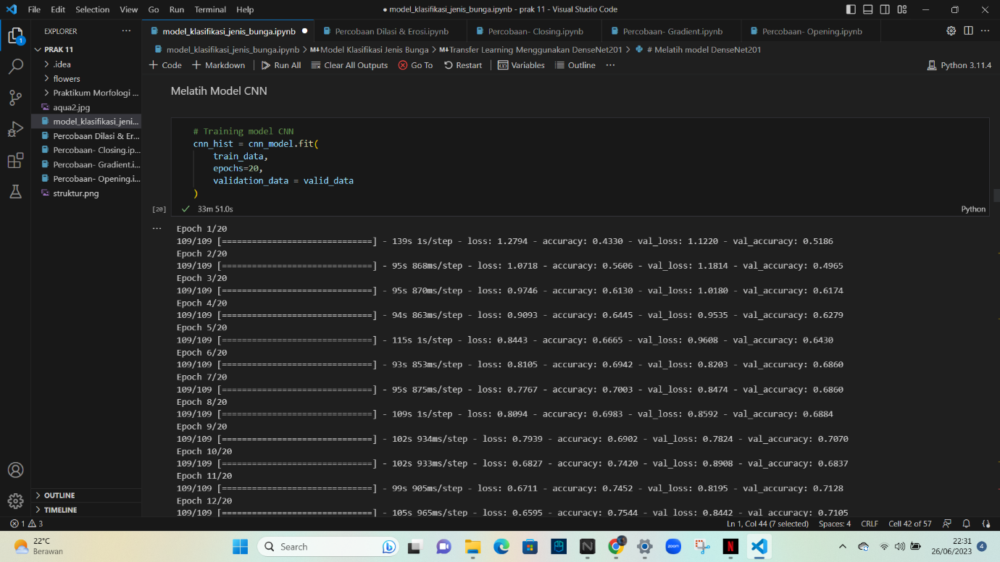 File Edit Selection View Go Run Terminal Help
● model_klasifikasi_jenis_bunga.ipynb - prak 11 - Visual Studio Code
EXPLORER ···
model_klasifikasi_jenis_bunga.ipynb ●
Percobaan Dilasi & Erosi.ipynb
Percobaan- Closing.ipynb
Percobaan- Gradient.ipynb
Percobaan- Opening.ipynb
···
model_klasifikasi_jenis_bunga.ipynb > M↓Model Klasifikasi Jenis Bunga > M↓Transfer Learning Menggunakan DenseNet201 > # Melatih model DenseNet201
+ Code + Markdown | Run All Clear All Outputs Go To Restart | Variables Outline ···
Python 3.11.4
1
PRAK 11
.idea
flowers
Praktikum Morfologi ...
aqua2.jpg
model_klasifikasi_jeni...
Percobaan Dilasi & Er...
Percobaan- Closing.ip...
Percobaan- Gradient.i...
Percobaan- Opening.i...
struktur.png
OUTLINE
TIMELINE
Melatih Model CNN
# Training model CNN
cnn_hist = cnn_model.fit(
train_data,
epochs=20,
validation_data = valid_data
)
[20] ✓ 33m 51.0s
Python
···
Epoch 1/20
109/109 [==============================] - 139s 1s/step - loss: 1.2794 - accuracy: 0.4330 - val_loss: 1.1220 - val_accuracy: 0.5186
Epoch 2/20
109/109 [==============================] - 95s 868ms/step - loss: 1.0718 - accuracy: 0.5606 - val_loss: 1.1814 - val_accuracy: 0.4965
Epoch 3/20
109/109 [==============================] - 95s 870ms/step - loss: 0.9746 - accuracy: 0.6130 - val_loss: 1.0180 - val_accuracy: 0.6174
Epoch 4/20
109/109 [==============================] - 94s 863ms/step - loss: 0.9093 - accuracy: 0.6445 - val_loss: 0.9535 - val_accuracy: 0.6279
Epoch 5/20
109/109 [==============================] - 115s 1s/step - loss: 0.8443 - accuracy: 0.6665 - val_loss: 0.9608 - val_accuracy: 0.6430
Epoch 6/20
109/109 [==============================] - 93s 853ms/step - loss: 0.8105 - accuracy: 0.6942 - val_loss: 0.8203 - val_accuracy: 0.6860
Epoch 7/20
109/109 [==============================] - 95s 875ms/step - loss: 0.7767 - accuracy: 0.7003 - val_loss: 0.8474 - val_accuracy: 0.6860
Epoch 8/20
109/109 [==============================] - 109s 1s/step - loss: 0.8094 - accuracy: 0.6983 - val_loss: 0.8592 - val_accuracy: 0.6884
Epoch 9/20
109/109 [==============================] - 102s 934ms/step - loss: 0.7939 - accuracy: 0.6902 - val_loss: 0.7824 - val_accuracy: 0.7070
Epoch 10/20
109/109 [==============================] - 102s 933ms/step - loss: 0.6827 - accuracy: 0.7420 - val_loss: 0.8908 - val_accuracy: 0.6837
Epoch 11/20
109/109 [==============================] - 99s 905ms/step - loss: 0.6711 - accuracy: 0.7452 - val_loss: 0.8195 - val_accuracy: 0.7128
Epoch 12/20
109/109 [==============================] - 105s 965ms/step - loss: 0.6595 - accuracy: 0.7544 - val_loss: 0.8442 - val_accuracy: 0.7105
1 3
Ln 1, Col 44 (7 selected) Spaces: 4 CRLF Cell 42 of 57
22°C
Berawan
Search
zoom
N
22:31
26/06/2023
4